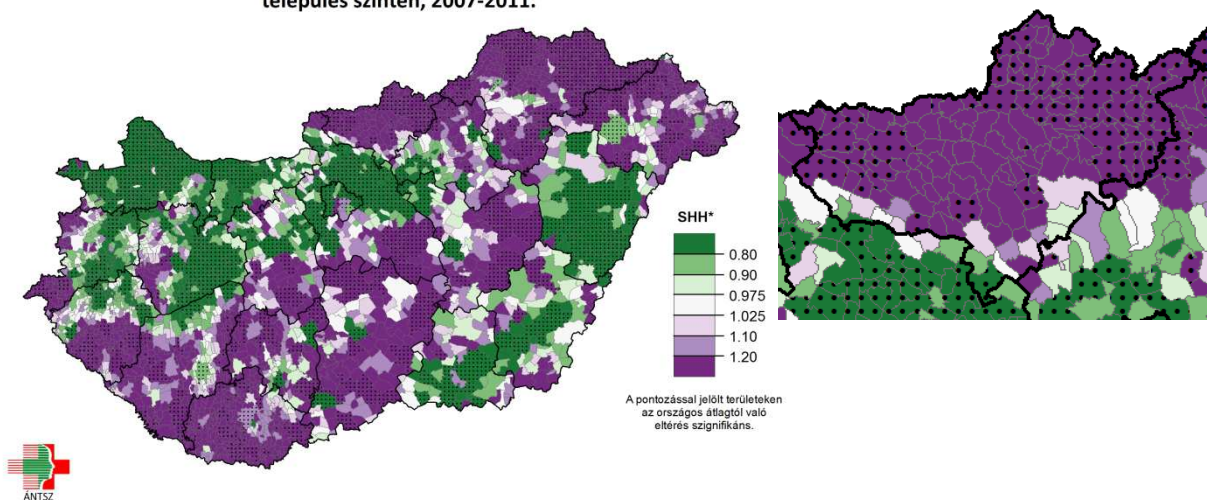 település szinten, 2007-2011.
SHH*
0.80
0.90
0.975
1.025
1.10
1.20
A pontozással jelölt területeken
az országos átlagtól való
eltérés szignifikáns.
ÁNTSZ